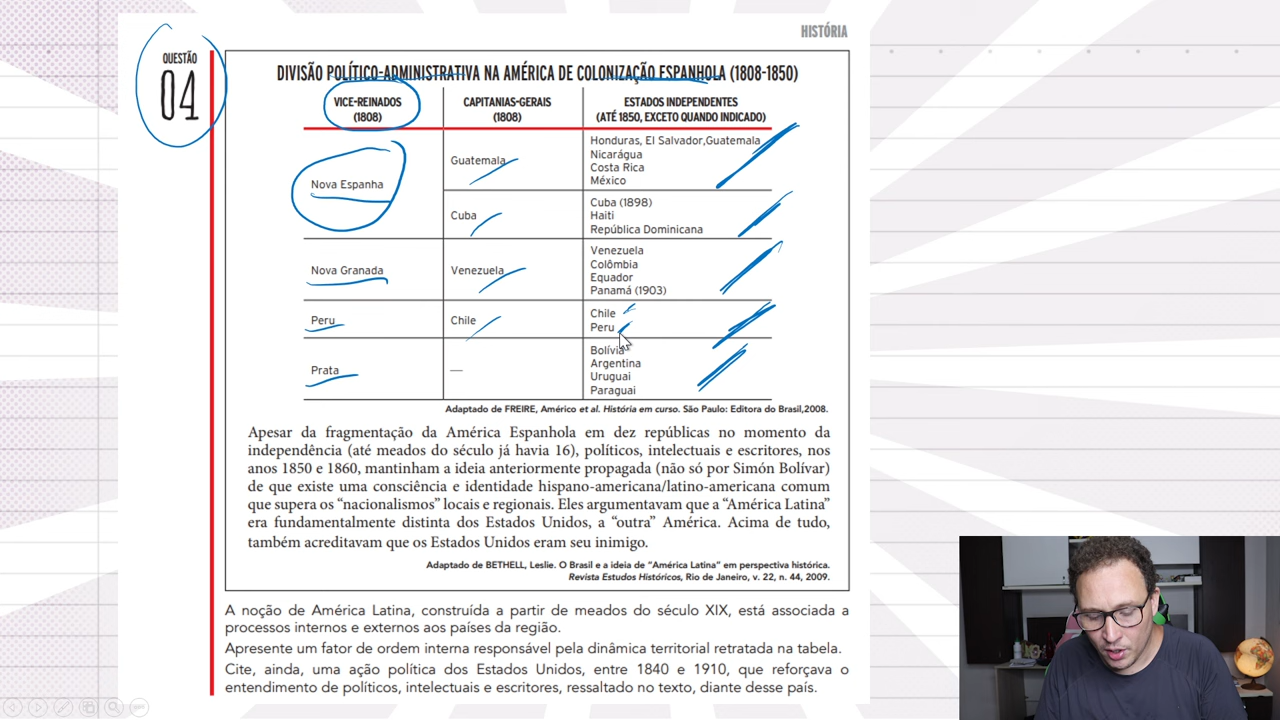 HISTÓRIA
QUESTÃO
04
DIVISÃO POLÍTICO-ADMINISTRATIVA NA AMÉRICA DE COLONIZAÇÃO ESPANHOLA (1808-1850)
VICE-REINADOS
(1808)
CAPITANIAS-GERAIS
(1808)
ESTADOS INDEPENDENTES
(ATÉ 1850, EXCETO QUANDO INDICADO)
Nova Espanha
Guatemala
Honduras, El Salvador,Guatemala
Nicarágua
Costa Rica
México
Cuba
Cuba (1898)
Haiti
República Dominicana
Nova Granada
Venezuela
Venezuela
Colômbia
Equador
Panamá (1903)
Peru
Chile
Chile
Peru
Prata
—
Bolívia
Argentina
Uruguai
Paraguai
Adaptado de FREIRE, Américo et al. História em curso. São Paulo: Editora do Brasil,2008.
Apesar da fragmentação da América Espanhola em dez repúblicas no momento da
independência (até meados do século já havia 16), políticos, intelectuais e escritores, nos
anos 1850 e 1860, mantinham a ideia anteriormente propagada (não só por Simón Bolívar)
de que existe uma consciência e identidade hispano-americana/latino-americana comum
que supera os “nacionalismos” locais e regionais. Eles argumentavam que a “América Latina”
era fundamentalmente distinta dos Estados Unidos, a “outra” América. Acima de tudo,
também acreditavam que os Estados Unidos eram seu inimigo.
Adaptado de BETHELL, Leslie. O Brasil e a ideia de “América Latina” em perspectiva histórica.
Revista Estudos Históricos, Rio de Janeiro, v. 22, n. 44, 2009.
A noção de América Latina, construída a partir de meados do século XIX, está associada a
processos internos e externos aos países da região.
Apresente um fator de ordem interna responsável pela dinâmica territorial retratada na tabela.
Cite, ainda, uma ação política dos Estados Unidos, entre 1840 e 1910, que reforçava o
entendimento de políticos, intelectuais e escritores, ressaltado no texto, diante desse país.